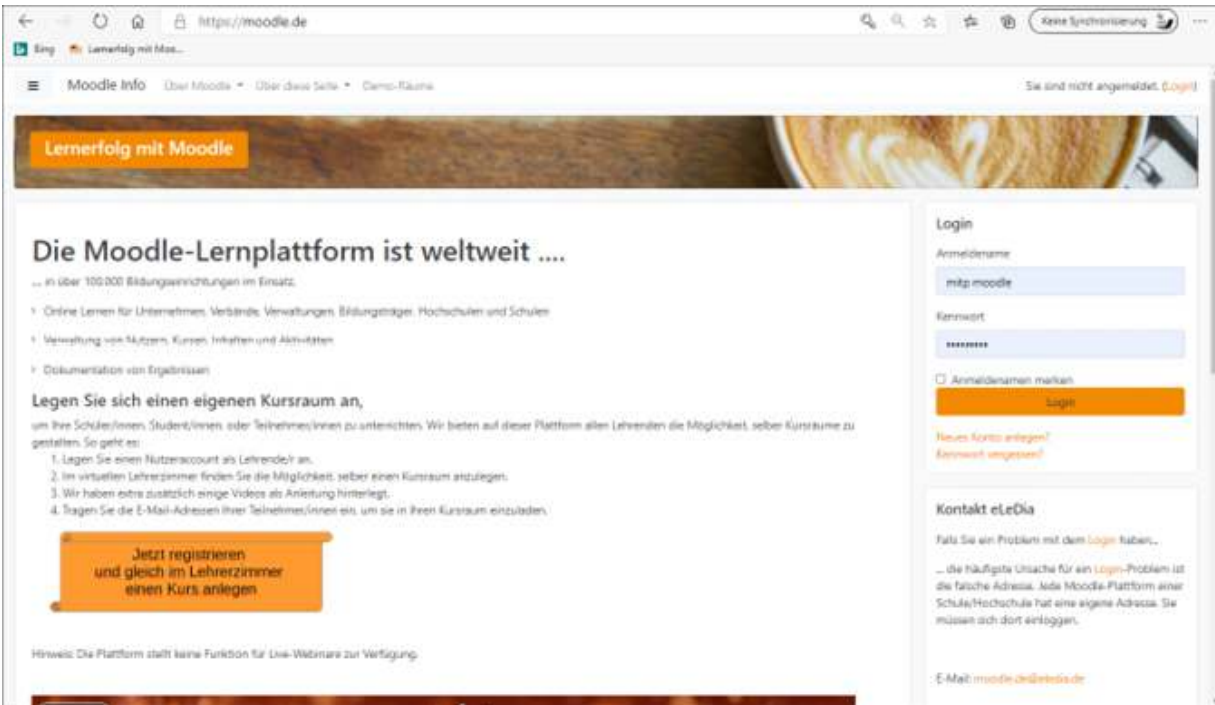 https://moodle.de
Keine Synchronisierung
Bing
Lernerfolg mit Moo...
Moodle Info
Über Moodle
Über diese Seite
Demo-Räume
Sie sind nicht angemeldet. (Login)
Lernerfolg mit Moodle
Die Moodle-Lernplattform ist weltweit ....
.... in über 100.000 Bildungseinrichtungen im Einsatz.
Online Lernen für Unternehmen, Verbände, Verwaltungen, Bildungsträger, Hochschulen und Schulen
Verwaltung von Nutzern, Kursen, Inhalten und Aktivitäten
Dokumentation von Ergebnissen
Legen Sie sich einen eigenen Kursraum an,
um Ihre Schüler/innen, Student/innen, oder Teilnehmer/innen zu unterrichten. Wir bieten auf dieser Plattform allen Lehrenden die Möglichkeit, selber Kursräume zu
gestalten. So geht es:
1. Legen Sie einen Nutzeraccount als Lehrende/r an.
2. Im virtuellen Lehrerzimmer finden Sie die Möglichkeit, selber einen Kursraum anzulegen.
3. Wir haben extra zusätzlich einige Videos als Anleitung hinterlegt.
4. Tragen Sie die E-Mail-Adressen Ihrer Teilnehmer/innen ein, um sie in Ihren Kursraum einzuladen.
Jetzt registrieren
und gleich im Lehrerzimmer
einen Kurs anlegen
Hinweis: Die Plattform stellt keine Funktion für Live-Webinare zur Verfügung.
Login
Anmeldename
mitp moodle
Kennwort
•••••••••
Anmeldenamen merken
Login
Neues Konto anlegen?
Kennwort vergessen?
Kontakt eLeDia
Falls Sie ein Problem mit dem Login haben...
... die häufigste Ursache für ein Login-Problem ist
die falsche Adresse. Jede Moodle-Plattform einer
Schule/Hochschule hat eine eigene Adresse. Sie
müssen sich dort einloggen.
E-Mail: moodle.de@eledia.de